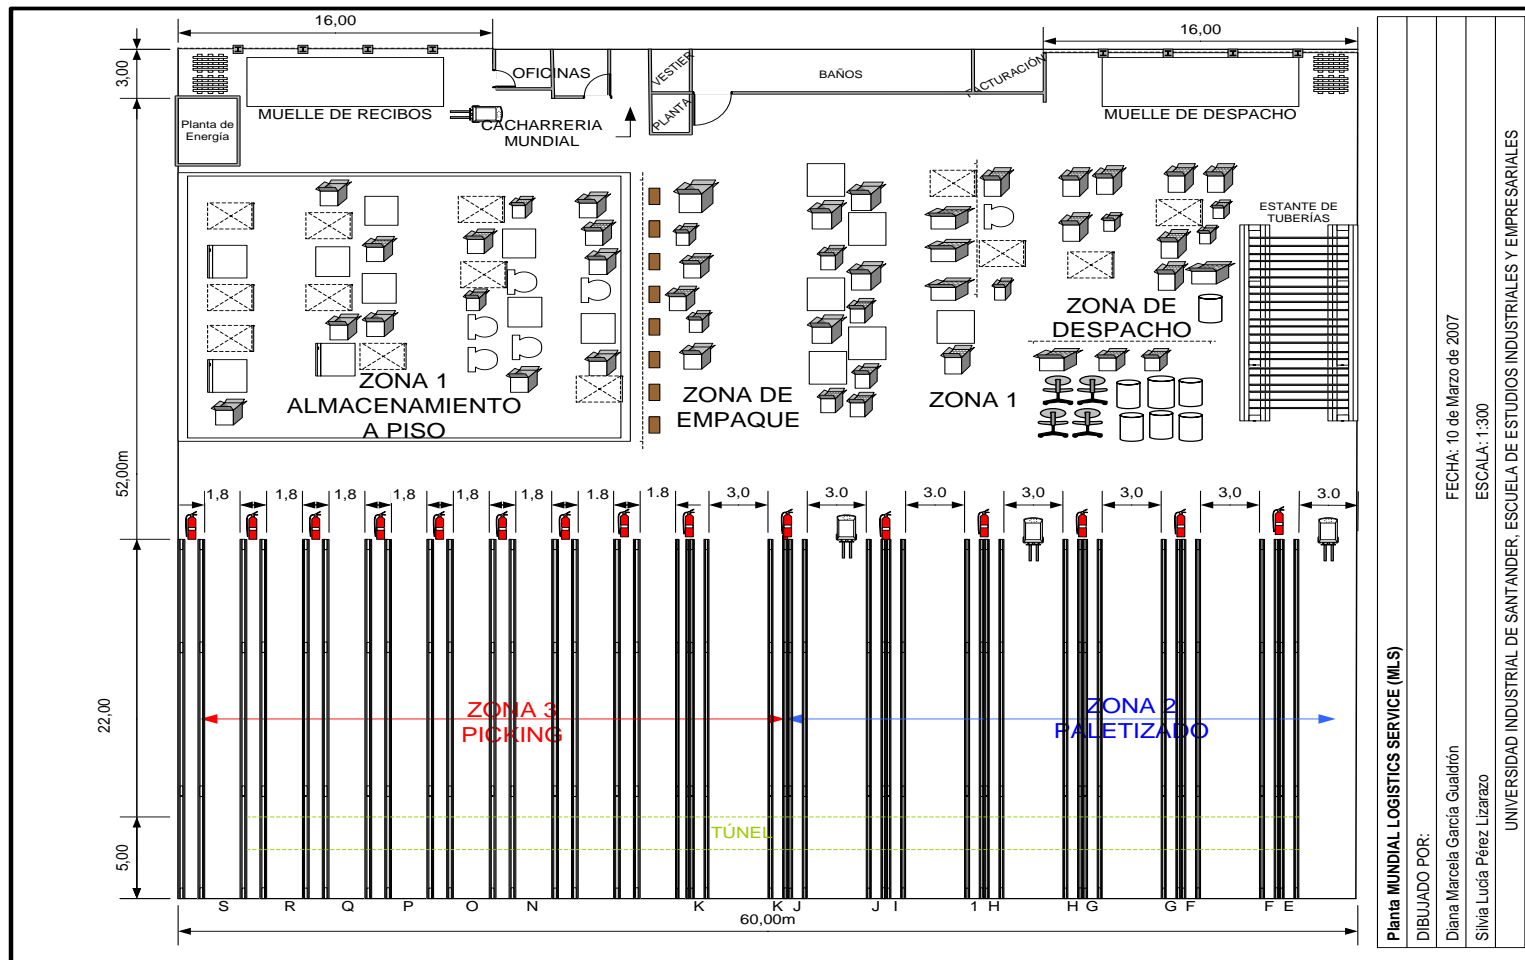 16,00
16,00
3,00
OFICINAS
VESTIER
BAÑOS
FACTURACIÓN
PLANTA
Planta de
Energía
MUELLE DE RECIBOS
CACHARRERIA
MUNDIAL
MUELLE DE DESPACHO
ESTANTE DE
TUBERÍAS
ZONA DE
DESPACHO
ZONA 1
ALMACENAMIENTO
A PISO
ZONA DE
EMPAQUE
ZONA 1
52,00m
1,8 1,8 1,8 1,8 1,8 1,8 1.8 1.8 3,0 3.0 3.0 3,0 3,0 3,0 3.0
22,00
ZONA 3
PICKING
ZONA 2
PALETIZADO
TÚNEL
5,00
S R Q P O N K K J J I 1 H H G G F F E
60,00m
Planta MUNDIAL LOGISTICS SERVICE (MLS)
DIBUJADO POR:
Diana Marcela García Gualdrón FECHA: 10 de Marzo de 2007
Silvia Lucía Pérez Lizarazo ESCALA: 1:300
UNIVERSIDAD INDUSTRIAL DE SANTANDER, ESCUELA DE ESTUDIOS INDUSTRIALES Y EMPRESARIALES